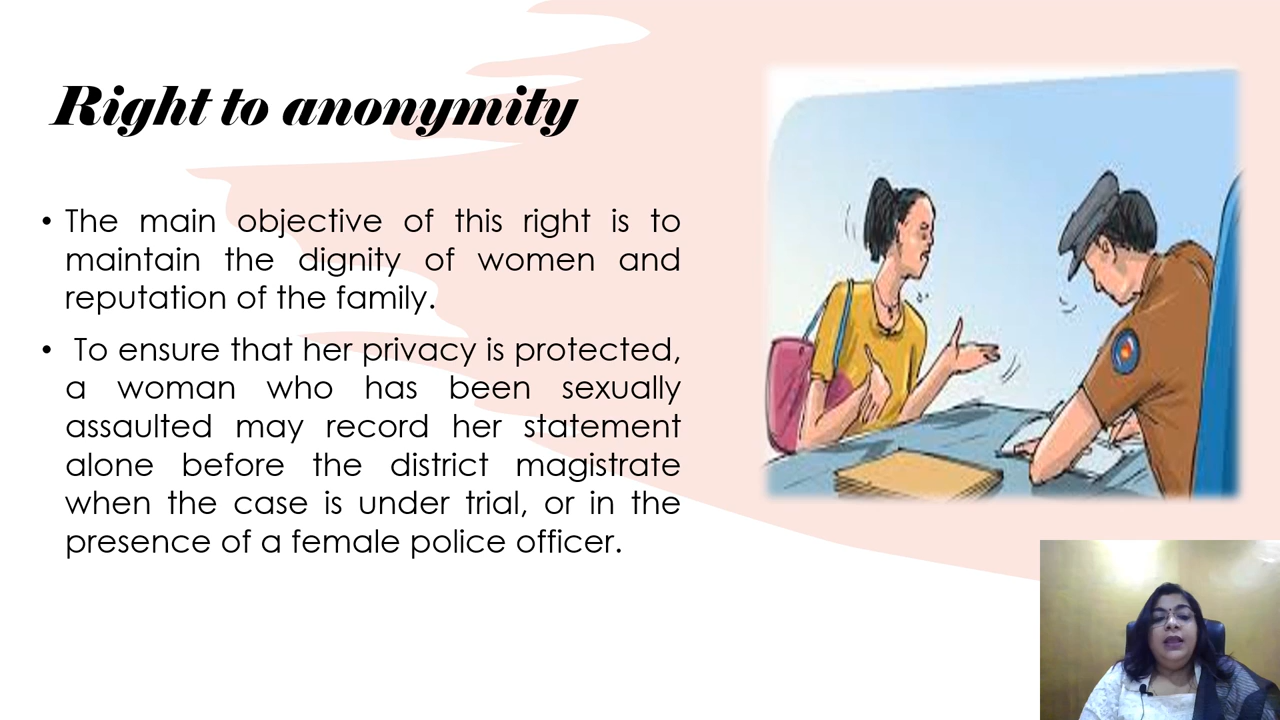 Right to anonymity
• The main objective of this right is to
maintain the dignity of women and
reputation of the family.
• To ensure that her privacy is protected,
a woman who has been sexually
assaulted may record her statement
alone before the district magistrate
when the case is under trial, or in the
presence of a female police officer.